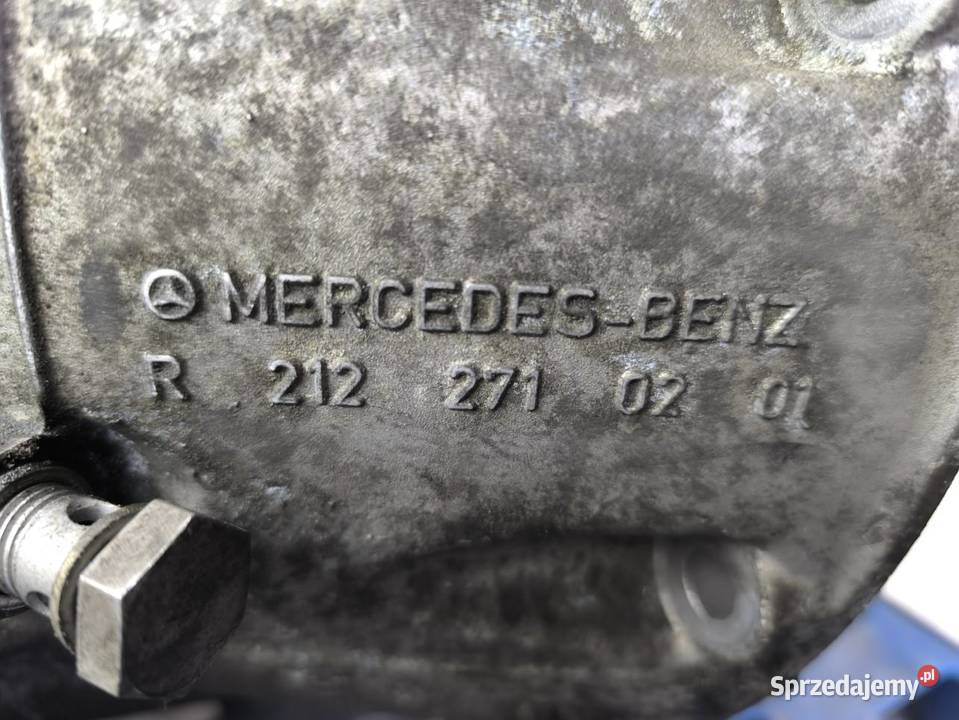 MERCEDES-BENZ
R 212 271 02 01
Sprzedajemy.pl